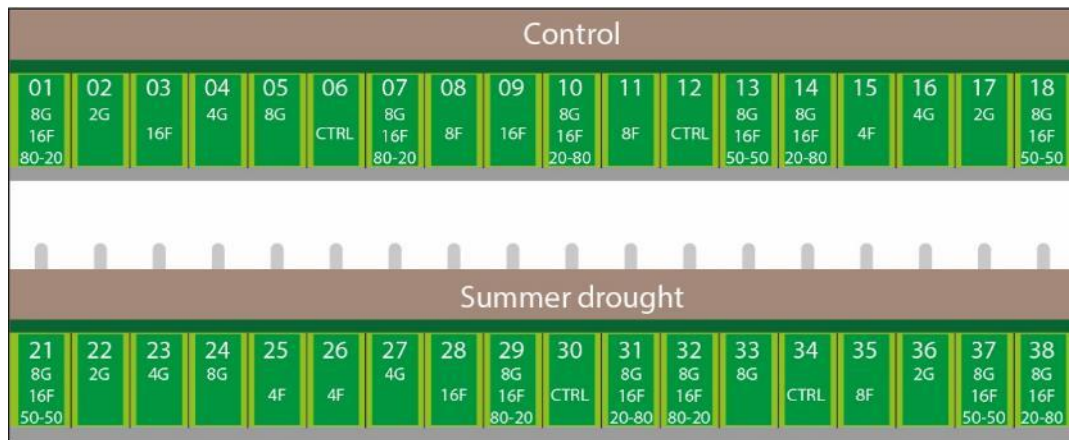 Control
01 02 03 04 05 06 07 08 09 10 11 12 13 14 15 16 17 18
8G 2G 4G 8G 8G 8G 8G 8G 4G 2G 8G
16F 16F CTRL 16F 8F 16F 16F 8F CTRL 16F 16F 4F 16F
80-20 80-20 20-80 50-50 20-80 50-50
Summer drought
21 22 23 24 25 26 27 28 29 30 31 32 33 34 35 36 37 38
8G 2G 4G 8G 4G 8G 8G 8G 8G 2G 8G 8G
16F 4F 4F 16F 16F CTRL 16F 16F CTRL 8F 16F 16F
50-50 80-20 20-80 80-20 50-50 20-80